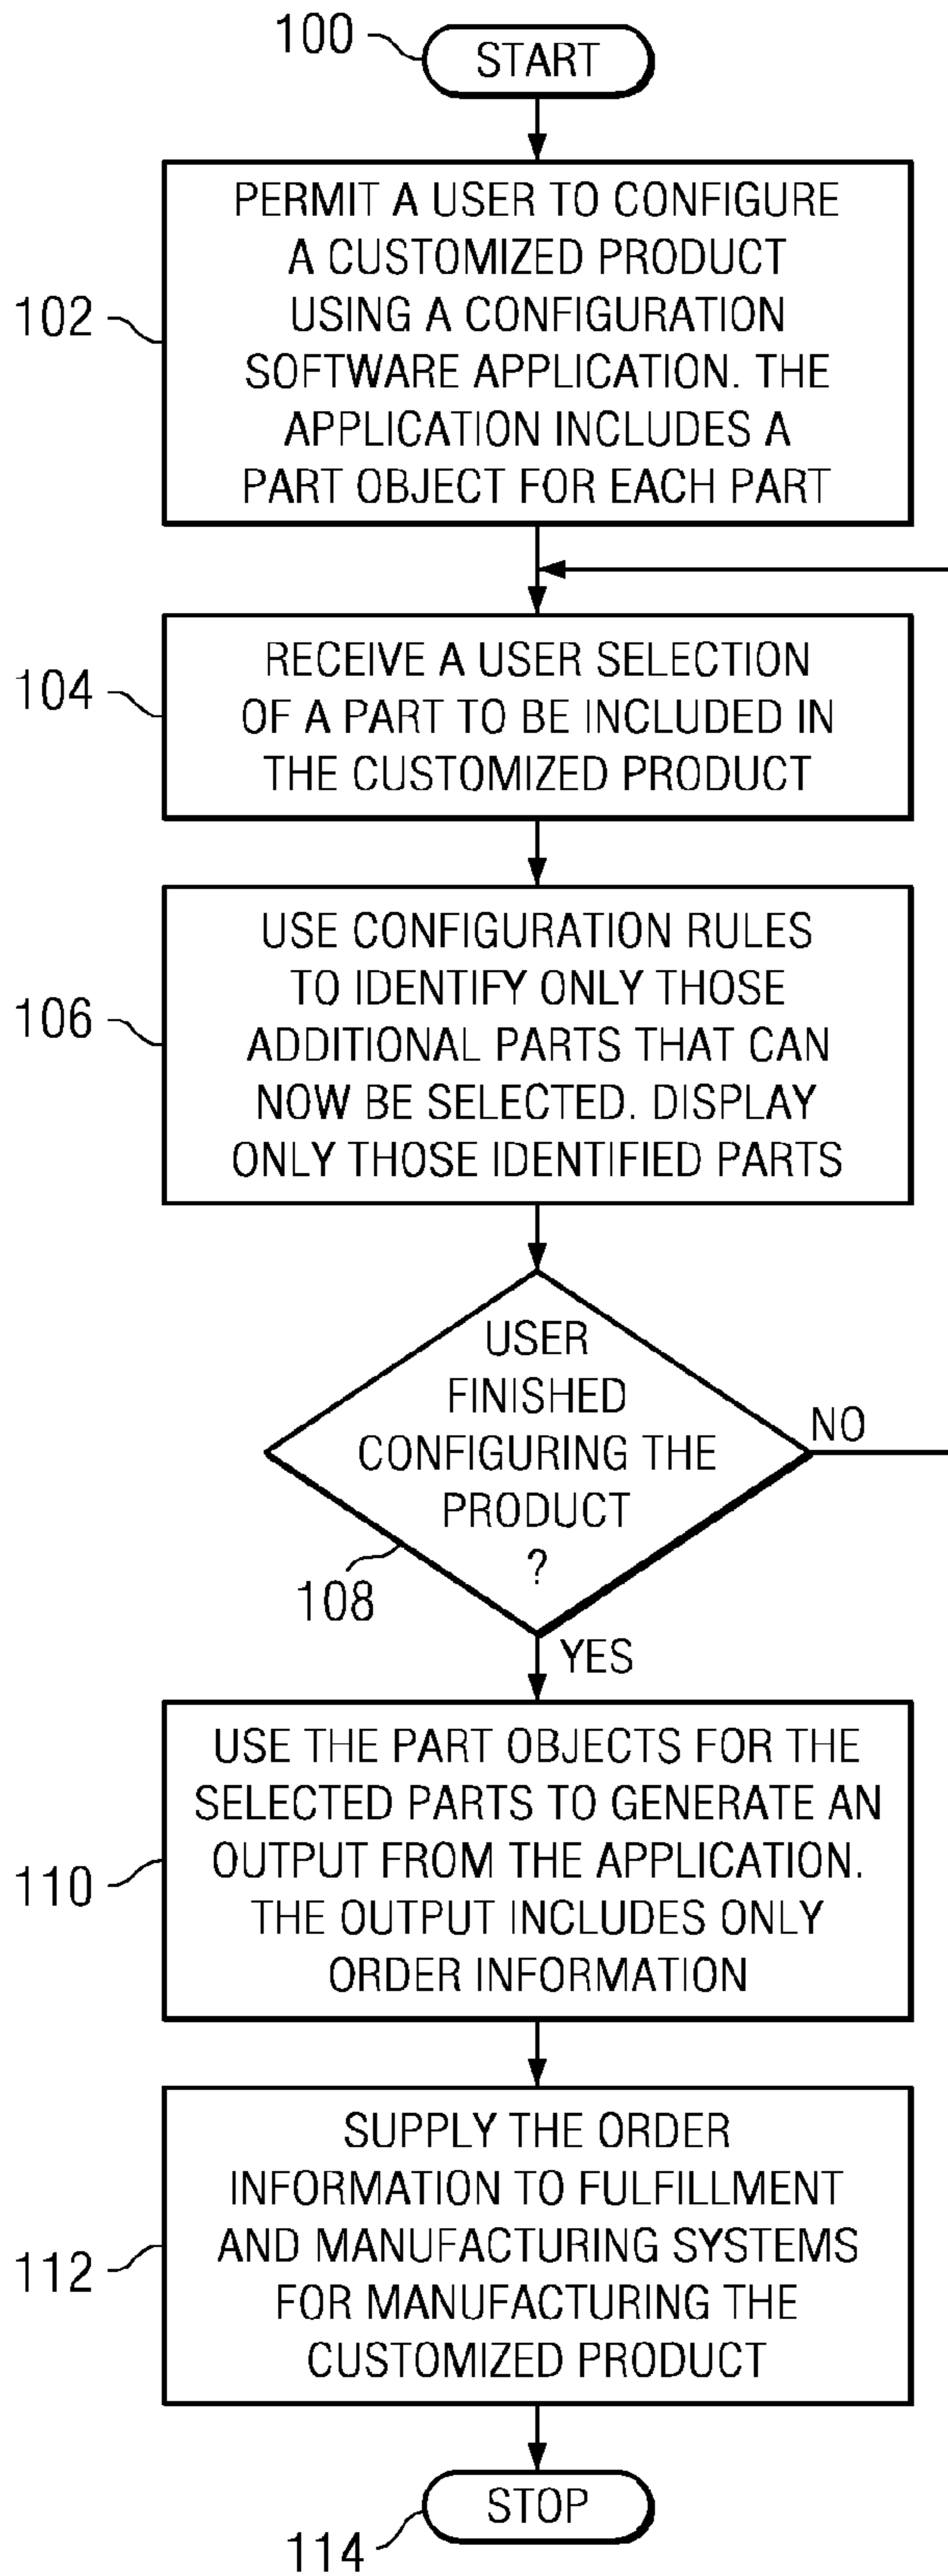 100
START
PERMIT A USER TO CONFIGURE
A CUSTOMIZED PRODUCT
USING A CONFIGURATION
SOFTWARE APPLICATION. THE
APPLICATION INCLUDES A
PART OBJECT FOR EACH PART
102
RECEIVE A USER SELECTION
OF A PART TO BE INCLUDED IN
THE CUSTOMIZED PRODUCT
104
USE CONFIGURATION RULES
TO IDENTIFY ONLY THOSE
ADDITIONAL PARTS THAT CAN
NOW BE SELECTED. DISPLAY
ONLY THOSE IDENTIFIED PARTS
106
USER
FINISHED
CONFIGURING THE
PRODUCT
?
NO
108
YES
USE THE PART OBJECTS FOR THE
SELECTED PARTS TO GENERATE AN
OUTPUT FROM THE APPLICATION.
THE OUTPUT INCLUDES ONLY
ORDER INFORMATION
110
SUPPLY THE ORDER
INFORMATION TO FULFILLMENT
AND MANUFACTURING SYSTEMS
FOR MANUFACTURING THE
CUSTOMIZED PRODUCT
112
STOP
114